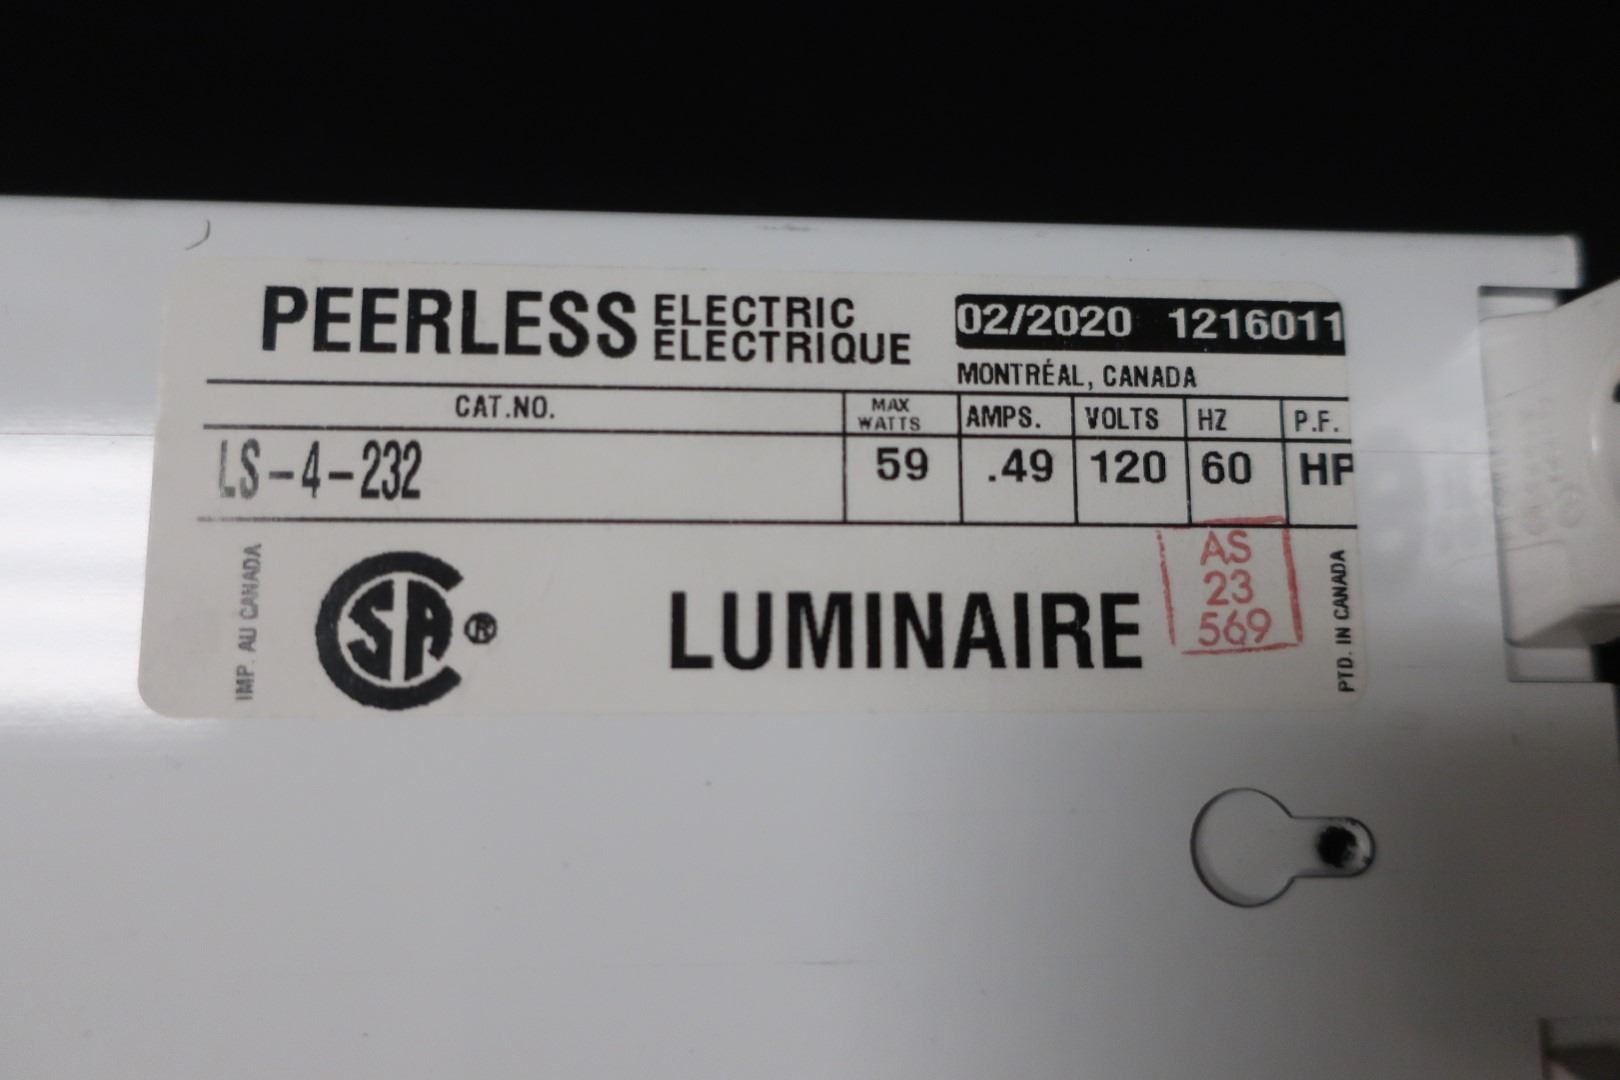 PEERLESS ELECTRIC
ELECTRIQUE
02/2020 1216011
MONTRÉAL, CANADA
CAT.NO. MAX WATTS AMPS. VOLTS HZ P.F.
LS-4-232 59 .49 120 60 HP
IMP. AU CANADA
CSA ®
LUMINAIRE
AS
23
569
PTD. IN CANADA